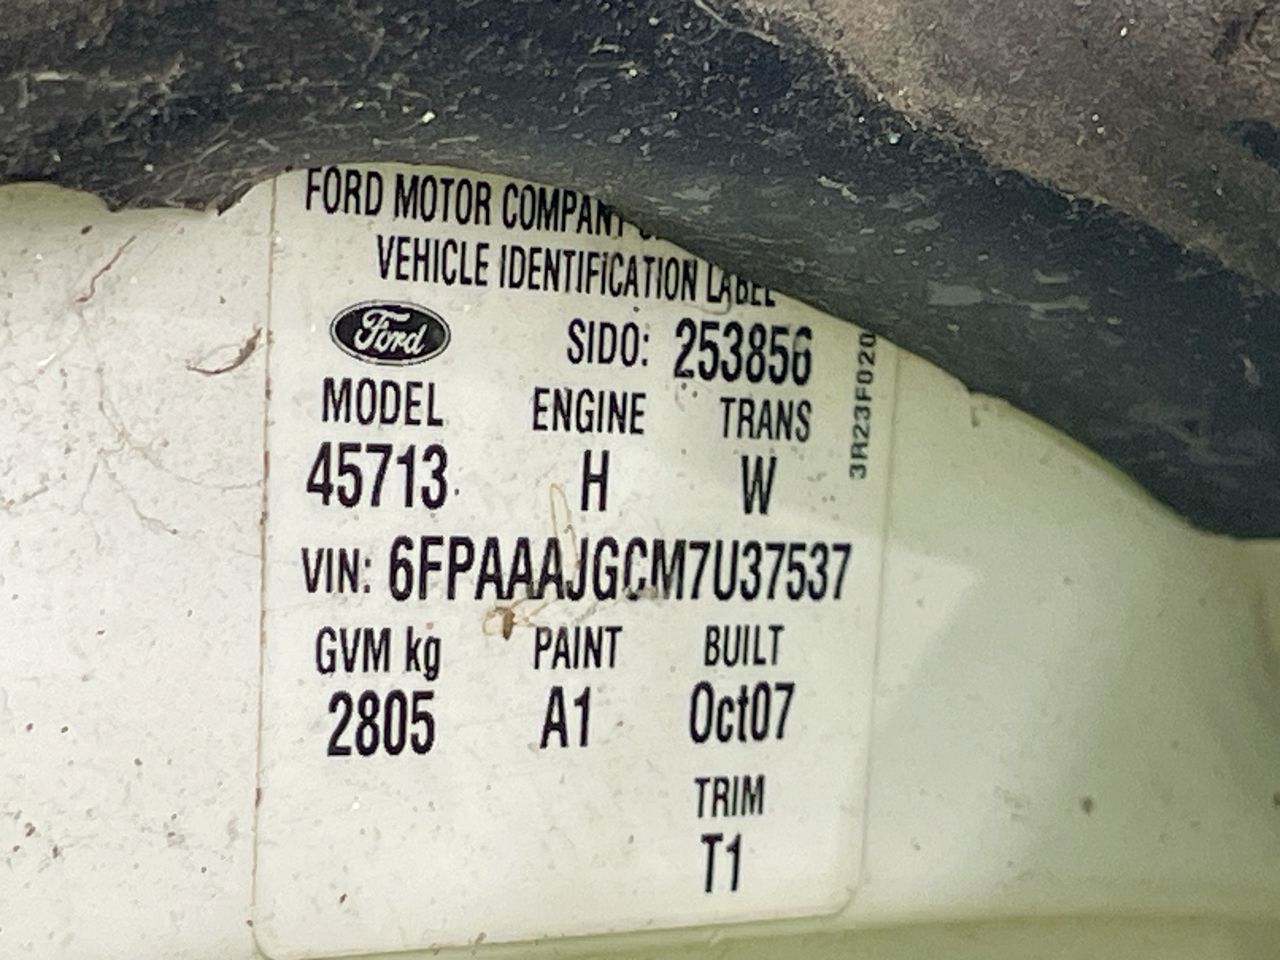 FORD MOTOR COMPANY
VEHICLE IDENTIFICATION LABEL
Ford
SIDO: 253856
MODEL ENGINE TRANS
45713 H W
VIN: 6FPAAAJGCM7U37537
GVM kg PAINT BUILT
2805 A1 Oct07
TRIM
T1
3R23F020